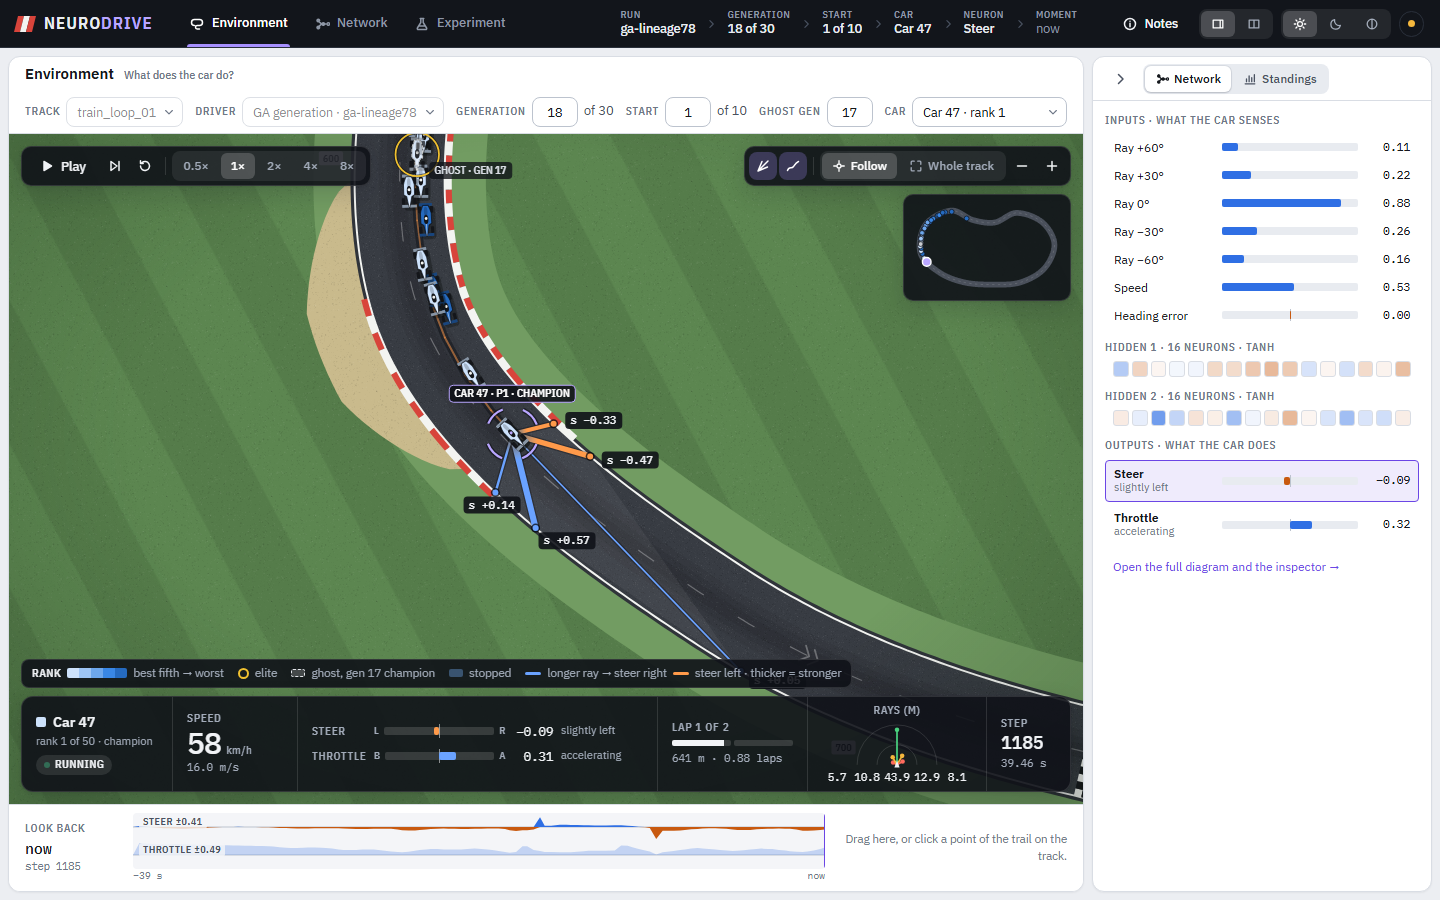 NEURODRIVE
Environment
Network
Experiment
RUN
ga-lineage78
GENERATION
18 of 30
START
1 of 10
CAR
Car 47
NEURON
Steer
MOMENT
now
Notes
Environment What does the car do?
TRACK train_loop_01 DRIVER GA generation · ga-lineage78 GENERATION 18 of 30 START 1 of 10 GHOST GEN 17 CAR Car 47 · rank 1
Play 0.5× 1× 2× 4× 8×
600
GHOST · GEN 17
Follow Whole track
CAR 47 · P1 · CHAMPION
s −0.33
s −0.47
s +0.14
s +0.57
RANK best fifth → worst elite ghost, gen 17 champion stopped longer ray → steer right steer left · thicker = stronger
Car 47
rank 1 of 50 · champion
RUNNING
SPEED
58 km/h
16.0 m/s
STEER L R −0.09 slightly left
THROTTLE B A 0.31 accelerating
LAP 1 OF 2
641 m · 0.88 laps
RAYS (M)
700
5.7 10.8 43.9 12.9 8.1
STEP
1185
39.46 s
LOOK BACK
now
step 1185
STEER ±0.41
THROTTLE ±0.49
−39 s
now
Drag here, or click a point of the trail on the
track.
Network
Standings
INPUTS · WHAT THE CAR SENSES
Ray +60° 0.11
Ray +30° 0.22
Ray 0° 0.88
Ray −30° 0.26
Ray −60° 0.16
Speed 0.53
Heading error 0.00
HIDDEN 1 · 16 NEURONS · TANH
HIDDEN 2 · 16 NEURONS · TANH
OUTPUTS · WHAT THE CAR DOES
Steer
slightly left
−0.09
Throttle
accelerating
0.32
Open the full diagram and the inspector →